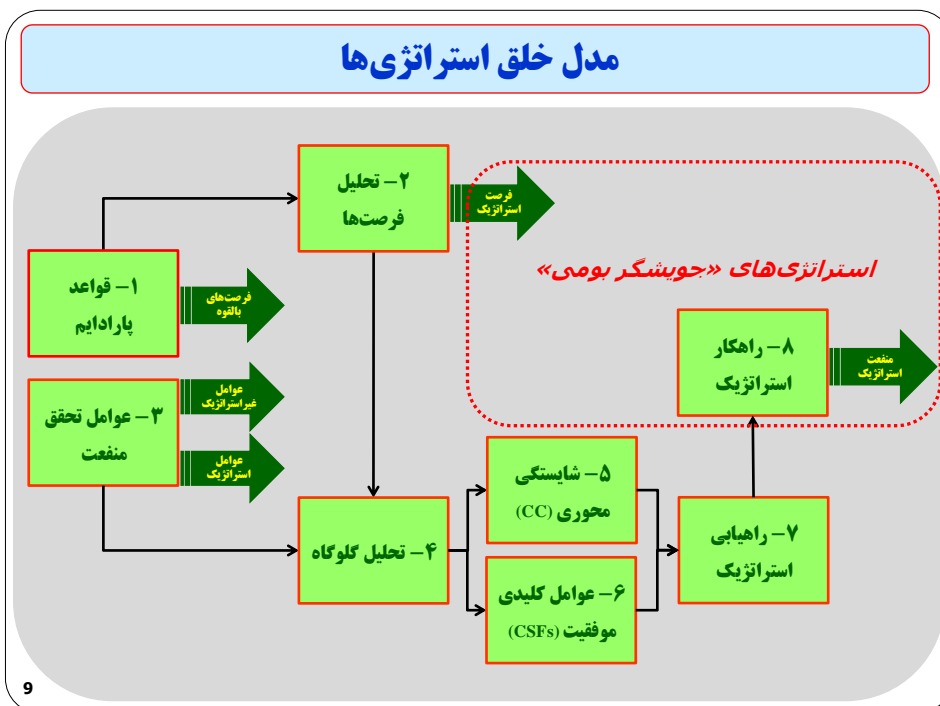 مدل خلق استراتژی‌ها
۲- تحلیل
فرصت‌ها
فرصت
استراتژیک
استراتژی‌های «جویشگر بومی»
۱- قواعد
پارادایم
فرصت‌های
بالقوه
۸- راهکار
استراتژیک
منفعت
استراتژیک
۳- عوامل تحقق
منفعت
عوامل
غیراستراتژیک
عوامل
استراتژیک
۵- شایستگی
محوری (CC)
۴- تحلیل گلوگاه
۷- راهیابی
استراتژیک
۶- عوامل کلیدی
موفقیت (CSFs)
9